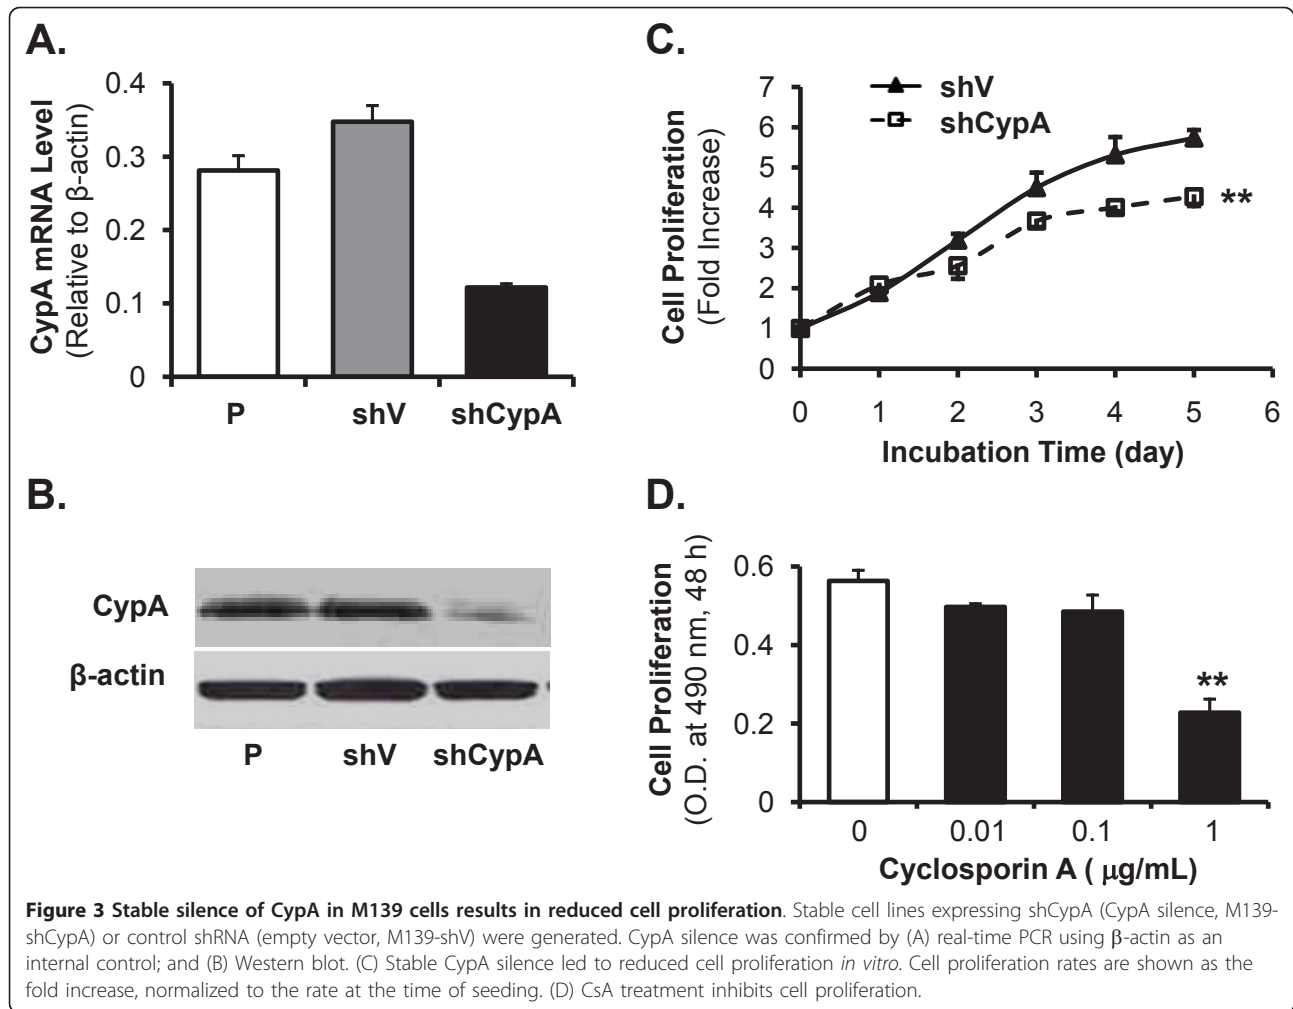 A.
CypA mRNA Level
(Relative to β-actin)
0.4
0.3
0.2
0.1
0
P shV shCypA
B.
CypA
β-actin
P shV shCypA
C.
Cell Proliferation
(Fold Increase)
7
6
5
4
3
2
1
0
shV
shCypA
**
0 1 2 3 4 5 6
Incubation Time (day)
D.
Cell Proliferation
(O.D. at 490 nm, 48 h)
0.6
0.4
0.2
0
**
0 0.01 0.1 1
Cyclosporin A ( μg/mL)
Figure 3 Stable silence of CypA in M139 cells results in reduced cell proliferation. Stable cell lines expressing shCypA (CypA silence, M139-
shCypA) or control shRNA (empty vector, M139-shV) were generated. CypA silence was confirmed by (A) real-time PCR using β-actin as an
internal control; and (B) Western blot. (C) Stable CypA silence led to reduced cell proliferation in vitro. Cell proliferation rates are shown as the
fold increase, normalized to the rate at the time of seeding. (D) CsA treatment inhibits cell proliferation.